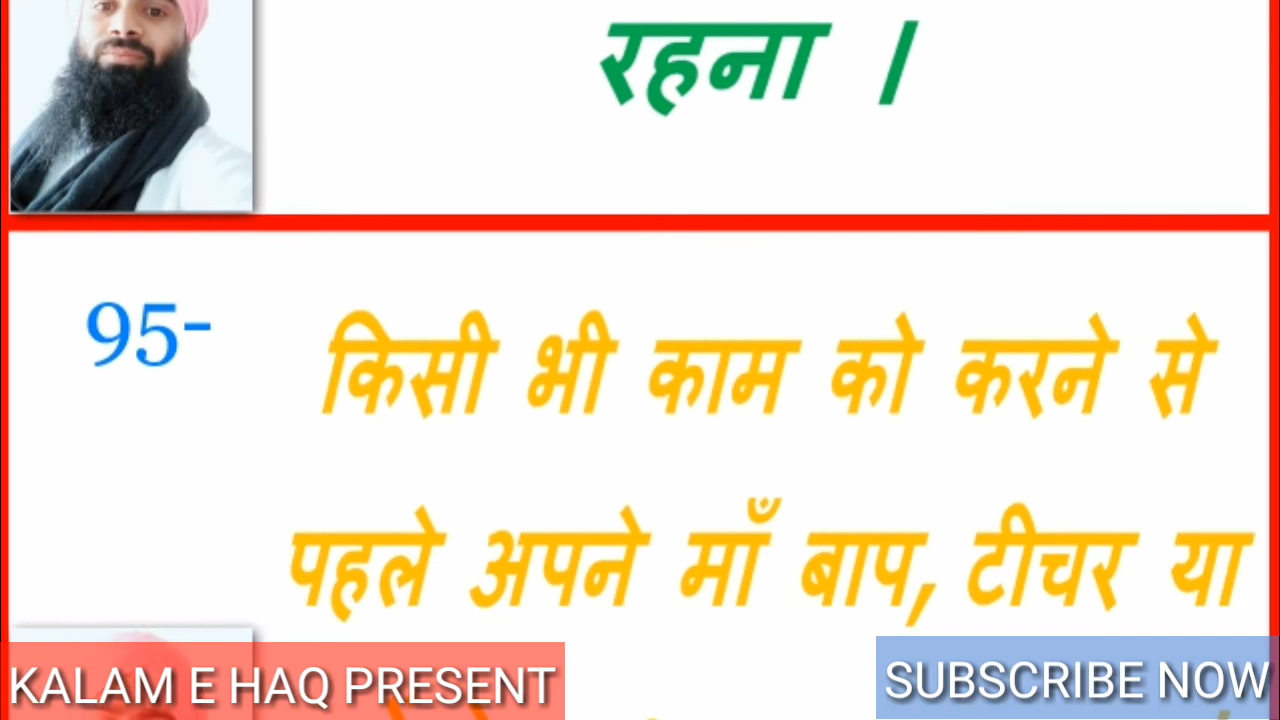 रहना ।
95- किसी भी काम को करने से
पहले अपने माँ बाप, टीचर या
KALAM E HAQ PRESENT
SUBSCRIBE NOW